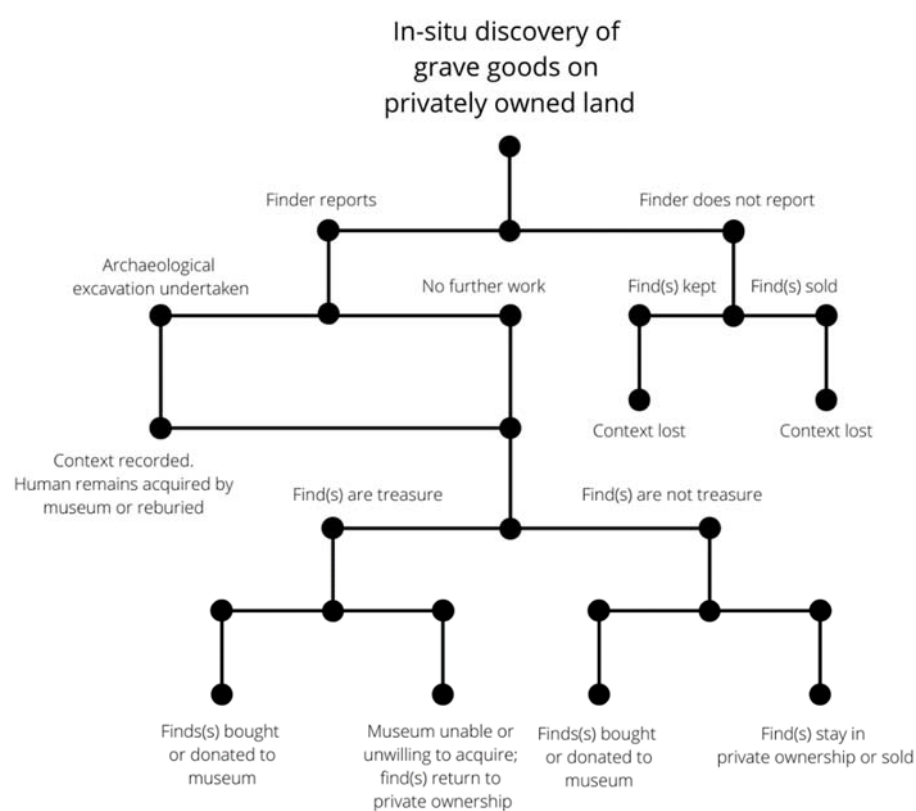 In-situ discovery of
grave goods on
privately owned land
Finder reports
Finder does not report
Archaeological
excavation undertaken
No further work
Find(s) kept
Find(s) sold
Context lost
Context lost
Context recorded.
Human remains acquired by
museum or reburied
Find(s) are treasure
Find(s) are not treasure
Finds(s) bought
or donated to
museum
Museum unable or
unwilling to acquire;
find(s) return to
private ownership
Finds(s) bought
or donated to
museum
Find(s) stay in
private ownership or sold